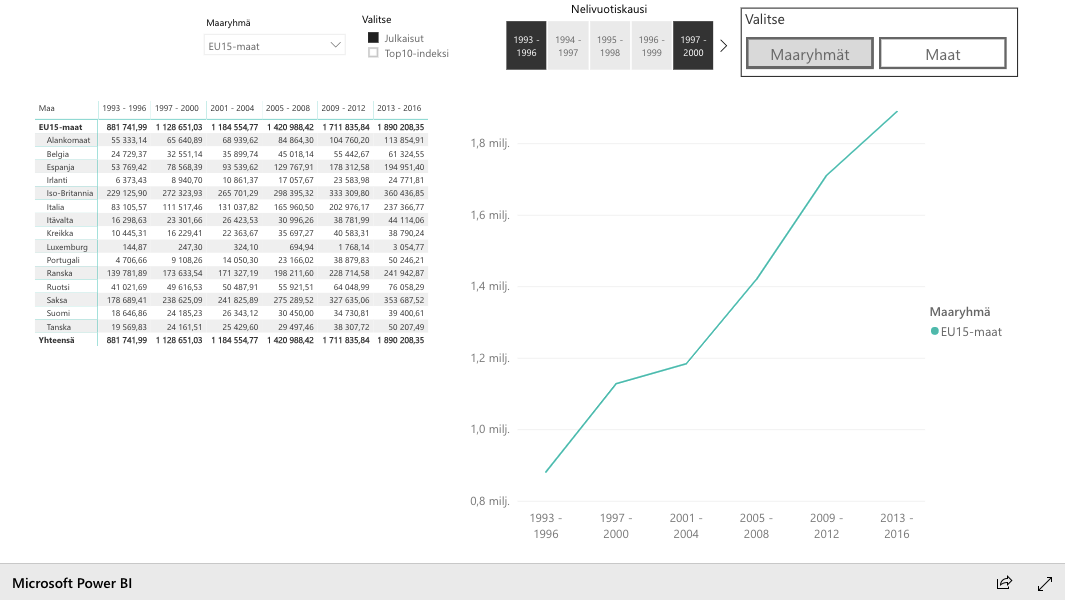 Maaryhmä
EU15-maat
Valitse
Julkaisut
Top10-indeksi
Nelivuotiskausi
1993 - 1996
1994 - 1997
1995 - 1998
1996 - 1999
1997 - 2000
Valitse
Maaryhmät
Maat
Maa 1993 - 1996 1997 - 2000 2001 - 2004 2005 - 2008 2009 - 2012 2013 - 2016
EU15-maat 881 741,99 1 128 651,03 1 184 554,77 1 420 988,42 1 711 835,84 1 890 208,35
Alankomaat 55 333,14 65 640,89 68 939,62 84 864,30 104 760,20 113 854,91
Belgia 24 729,37 32 551,14 35 899,74 45 018,14 55 442,67 61 324,55
Espanja 53 769,42 78 568,39 93 539,62 129 767,91 178 312,58 194 951,40
Irlanti 6 373,43 8 940,70 10 861,37 17 057,67 23 583,98 24 771,81
Iso-Britannia 229 125,90 272 323,93 265 701,29 298 395,32 333 309,80 360 436,85
Italia 83 105,57 111 517,46 131 037,82 165 960,50 202 976,17 237 366,77
Itävalta 16 298,63 23 301,66 26 423,53 30 996,26 38 781,99 44 114,06
Kreikka 10 445,31 16 229,41 22 363,67 35 697,27 40 583,31 38 790,24
Luxemburg 144,87 247,30 324,10 694,94 1 768,14 3 054,77
Portugali 4 706,66 9 108,26 14 050,30 23 166,02 38 879,83 50 246,21
Ranska 139 781,89 173 633,54 171 327,19 198 211,60 228 714,58 241 942,87
Ruotsi 41 021,69 49 616,53 50 487,91 55 921,51 64 048,99 76 058,29
Saksa 178 689,41 238 625,09 241 825,89 275 289,52 327 635,06 353 687,52
Suomi 18 646,86 24 185,23 26 343,12 30 450,00 34 730,81 39 400,61
Tanska 19 569,83 24 161,51 25 429,60 29 497,46 38 307,72 50 207,49
Yhteensä 881 741,99 1 128 651,03 1 184 554,77 1 420 988,42 1 711 835,84 1 890 208,35
1,8 milj.
1,6 milj.
1,4 milj.
1,2 milj.
1,0 milj.
0,8 milj.
1993 - 1996
1997 - 2000
2001 - 2004
2005 - 2008
2009 - 2012
2013 - 2016
Maaryhmä
EU15-maat
Microsoft Power BI